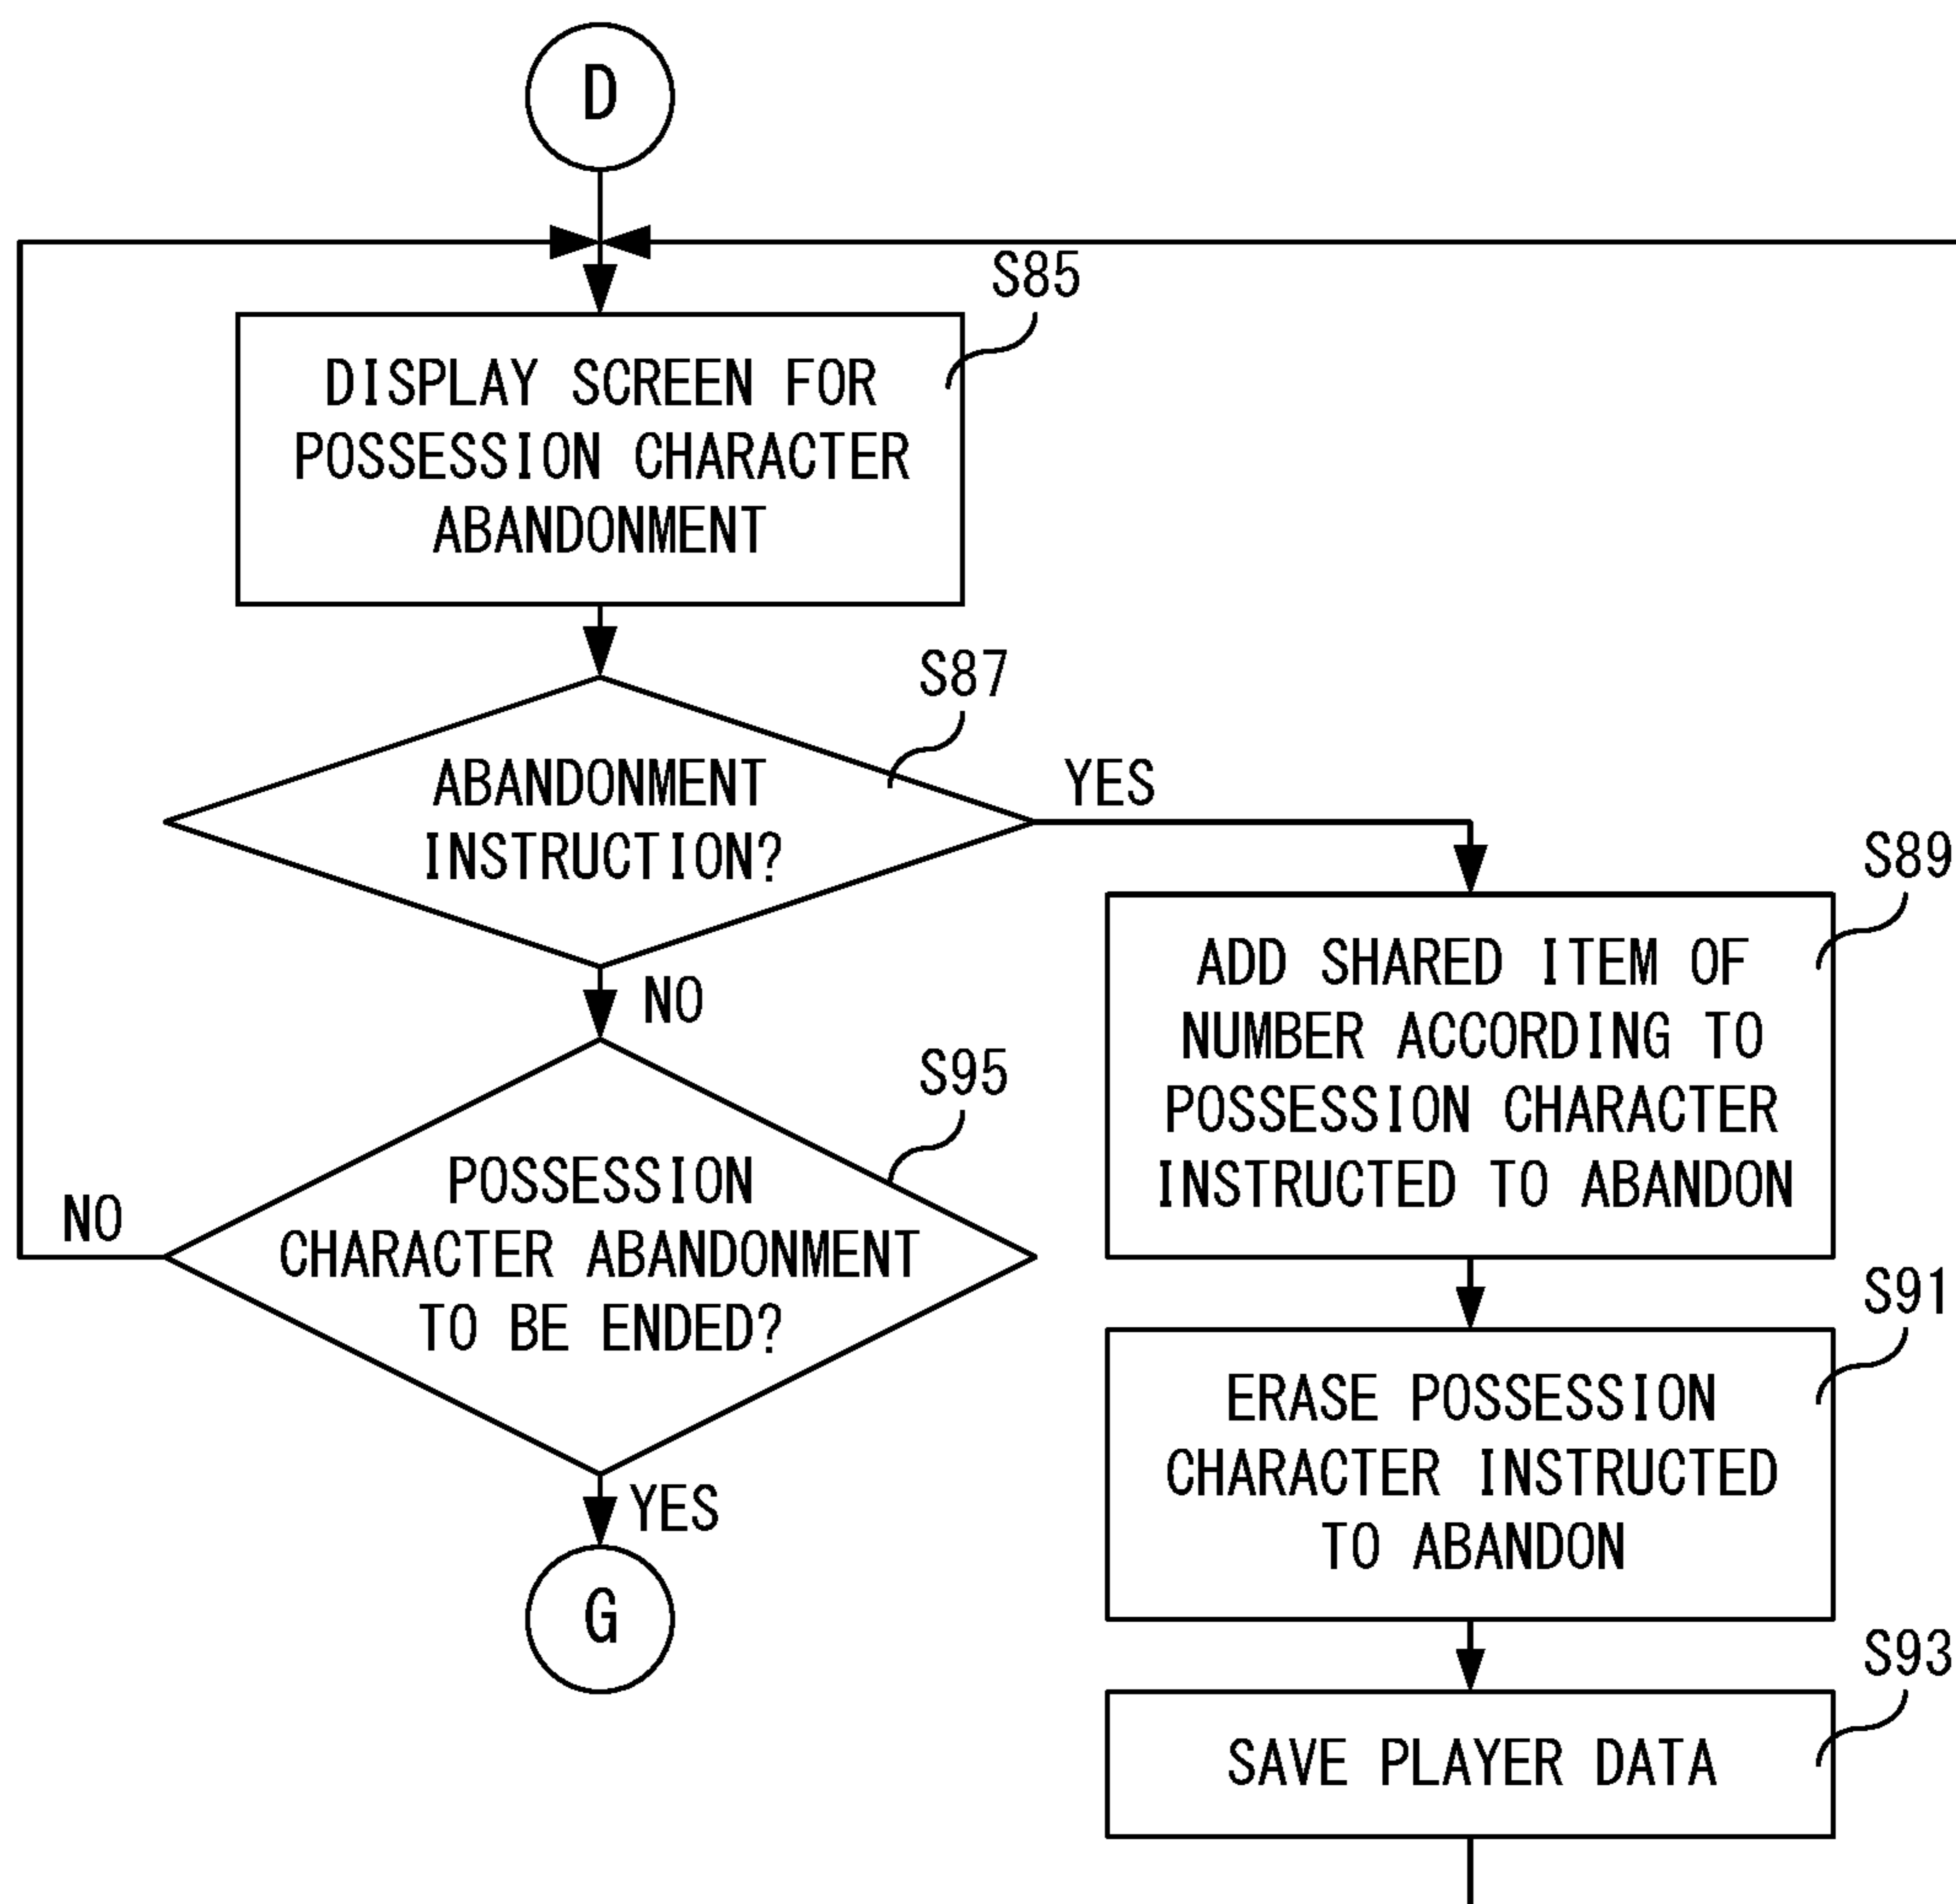 D
S85
DISPLAY SCREEN FOR
POSSESSION CHARACTER
ABANDONMENT
S87
ABANDONMENT
INSTRUCTION?
YES
NO
S89
ADD SHARED ITEM OF
NUMBER ACCORDING TO
POSSESSION CHARACTER
INSTRUCTED TO ABANDON
S95
POSSESSION
CHARACTER ABANDONMENT
TO BE ENDED?
NO
YES
G
S91
ERASE POSSESSION
CHARACTER INSTRUCTED
TO ABANDON
S93
SAVE PLAYER DATA